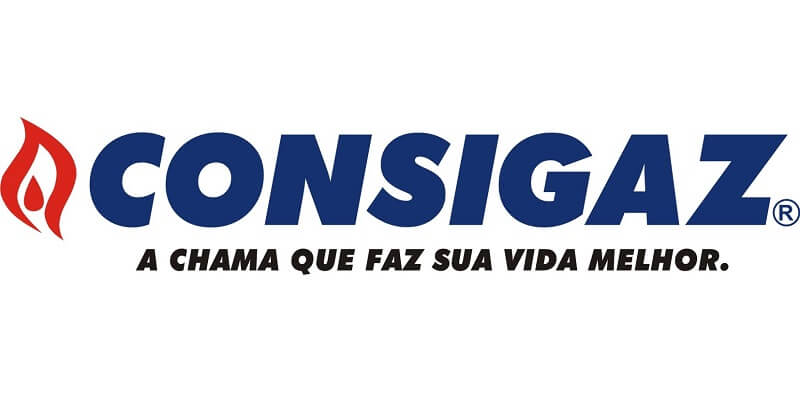 CONSIGAZ®
A CHAMA QUE FAZ SUA VIDA MELHOR.